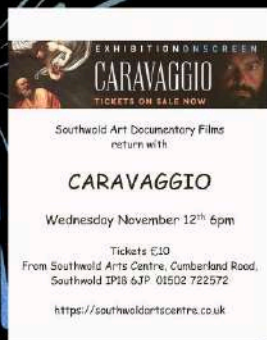 EXHIBITIONONSCREEN
CARAVAGGIO
TICKETS ON SALE NOW
Southwold Art Documentary Films
return with
CARAVAGGIO
Wednesday November 12th 6pm
Tickets £10
From Southwold Arts Centre, Cumberland Road,
Southwold IP18 6JP 01502 722572
https://southwoldartscentre.co.uk